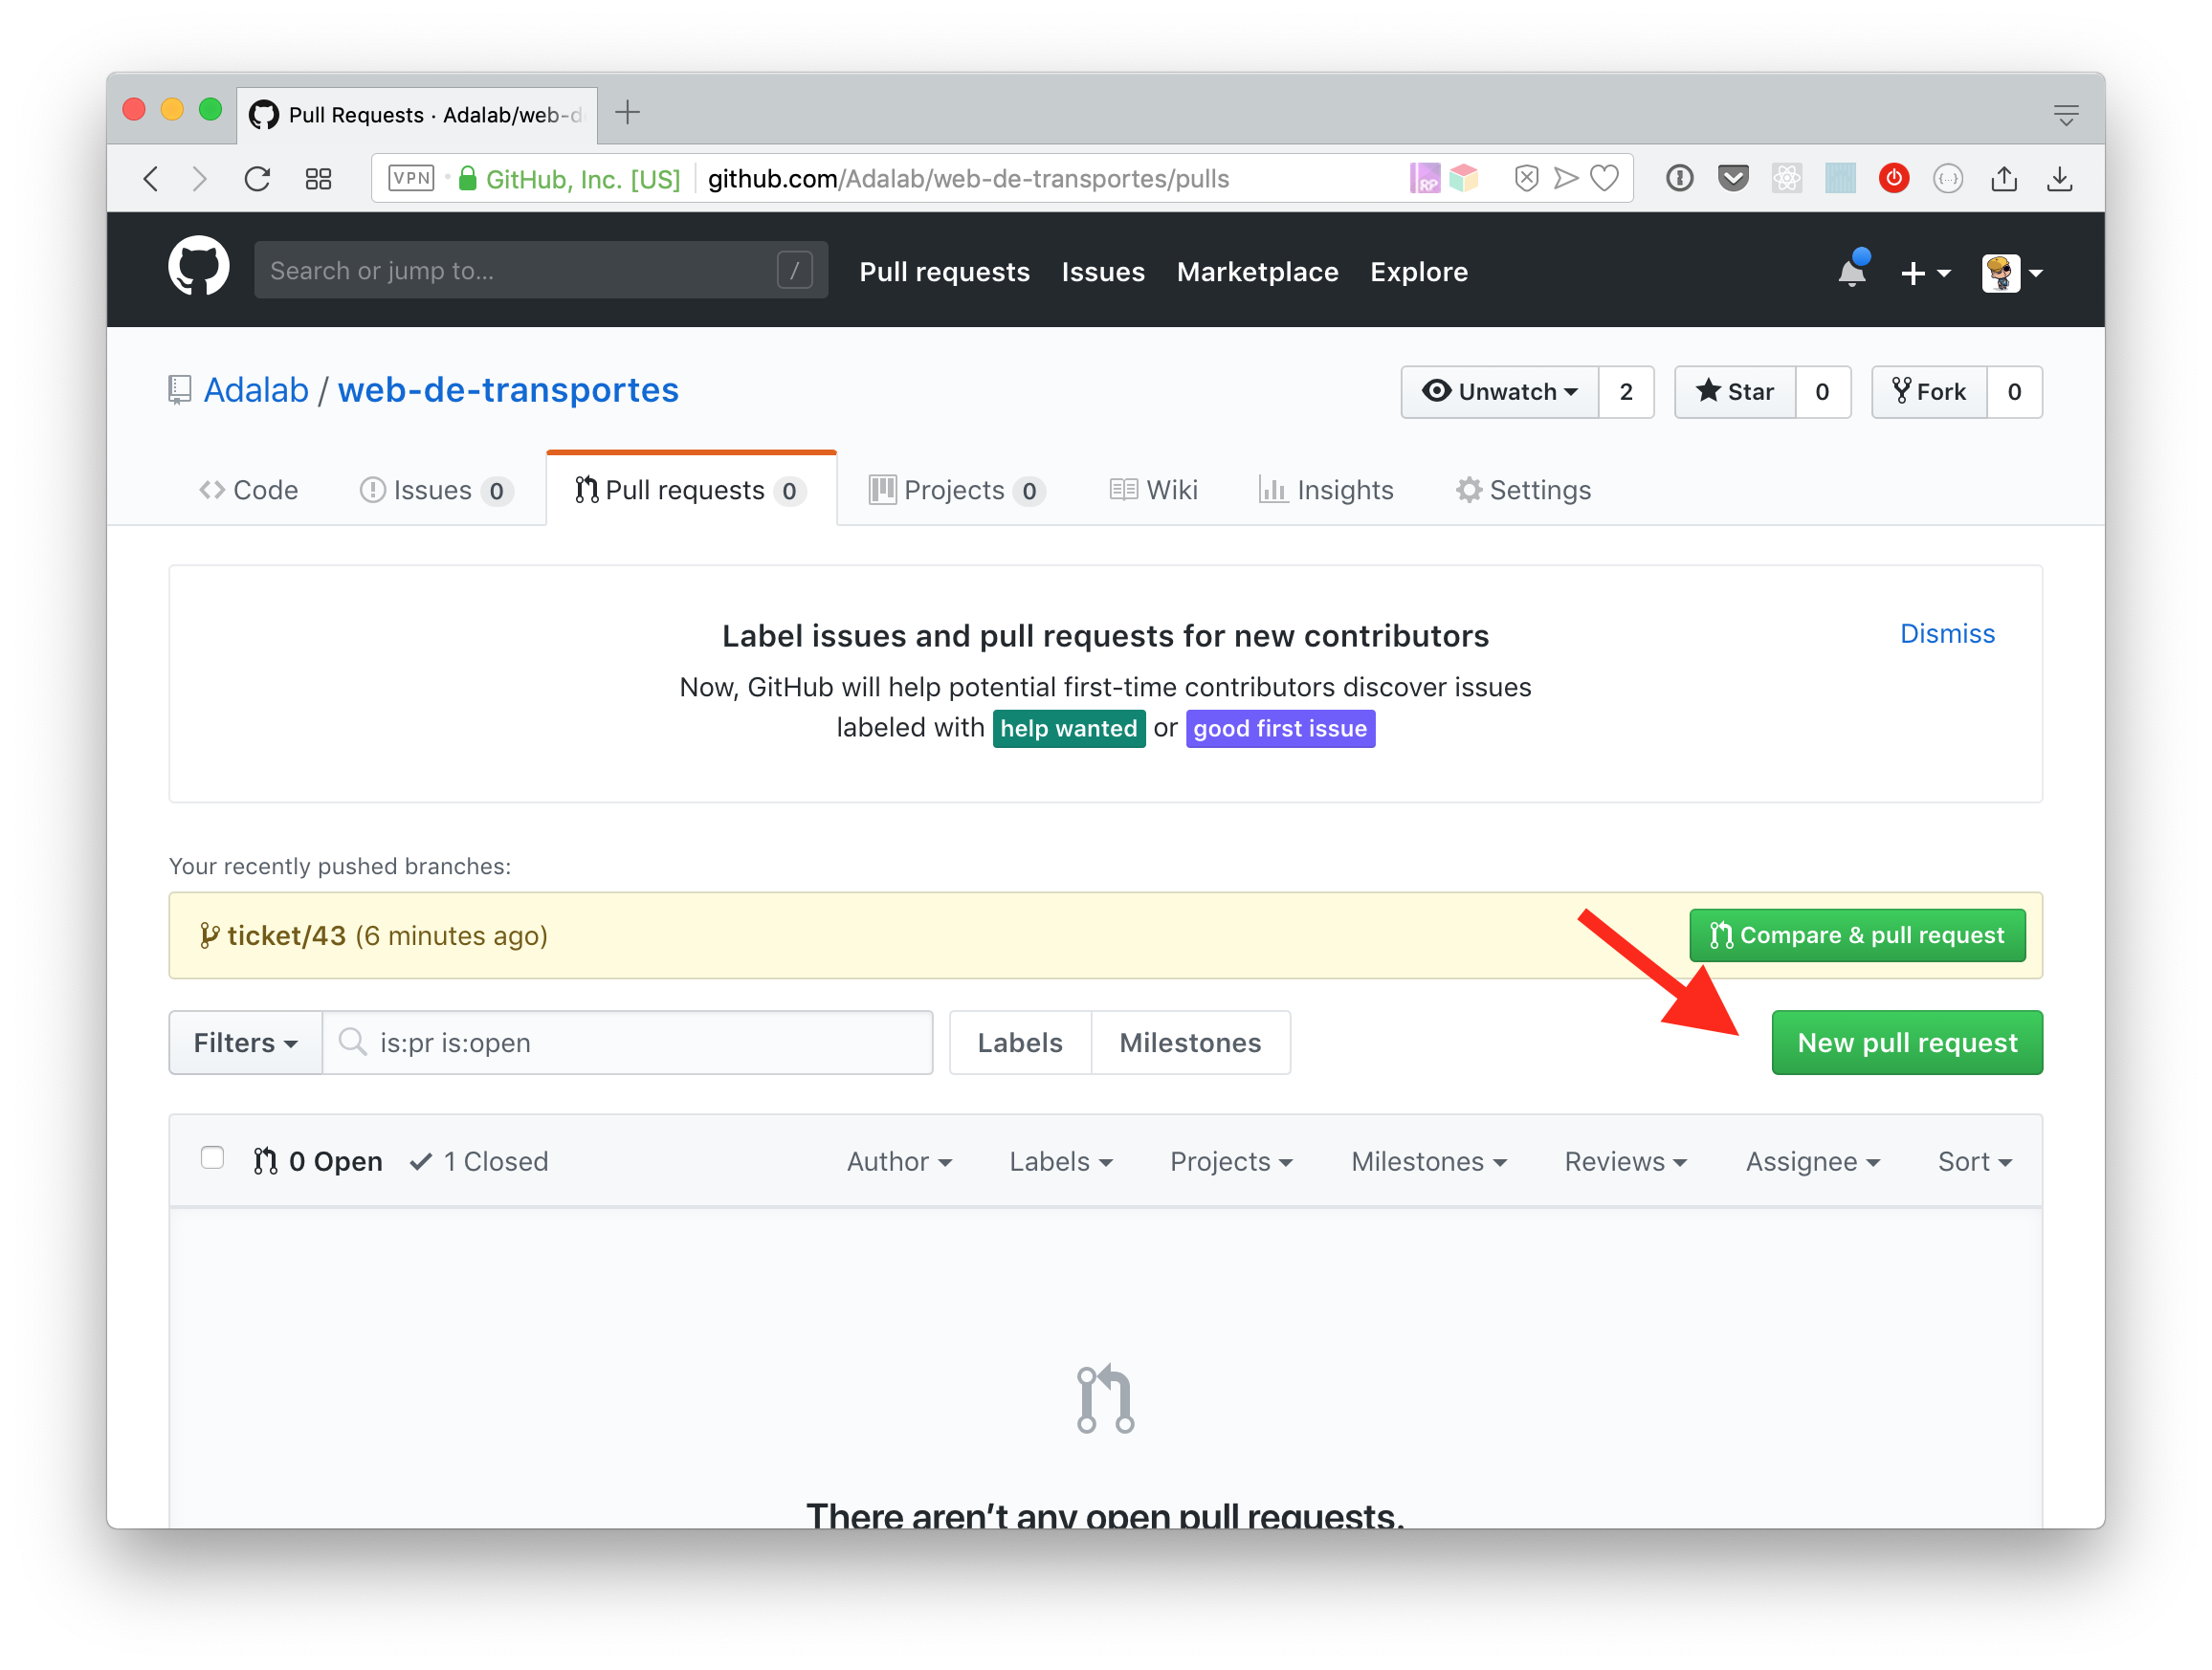 Pull Requests · Adalab/web-d
VPN GitHub, Inc. [US] github.com/Adalab/web-de-transportes/pulls
RP
Search or jump to... /
Pull requests Issues Marketplace Explore
Adalab / web-de-transportes
Unwatch 2 Star 0 Fork 0
Code Issues 0 Pull requests 0 Projects 0 Wiki Insights Settings
Label issues and pull requests for new contributors
Dismiss
Now, GitHub will help potential first-time contributors discover issues
labeled with help wanted or good first issue
Your recently pushed branches:
ticket/43 (6 minutes ago) Compare & pull request
Filters is:pr is:open Labels Milestones New pull request
0 Open 1 Closed Author Labels Projects Milestones Reviews Assignee Sort
There aren’t any open pull requests.